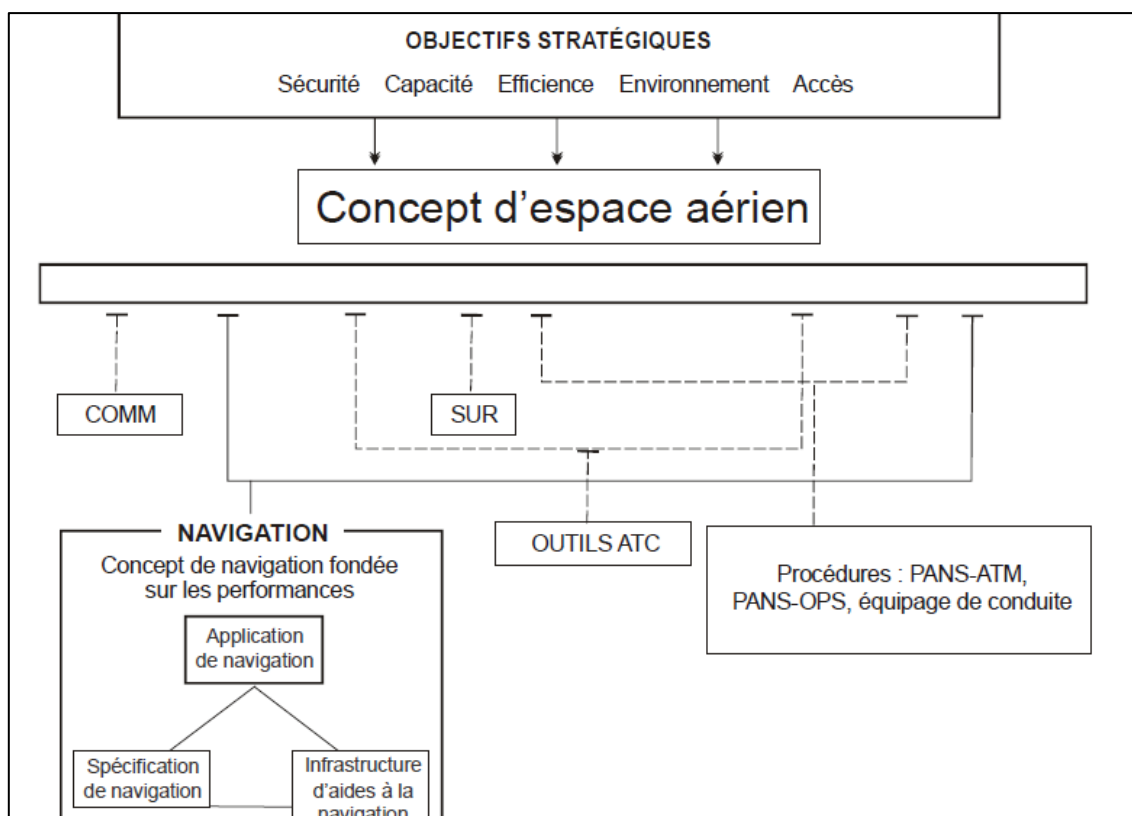 OBJECTIFS STRATÉGIQUES
Sécurité Capacité Efficience Environnement Accès
Concept d'espace aérien
COMM
SUR
NAVIGATION
Concept de navigation fondée
sur les performances
Application
de navigation
Spécification
de navigation
Infrastructure
d'aides à la
navigation
OUTILS ATC
Procédures : PANS-ATM,
PANS-OPS, équipage de conduite